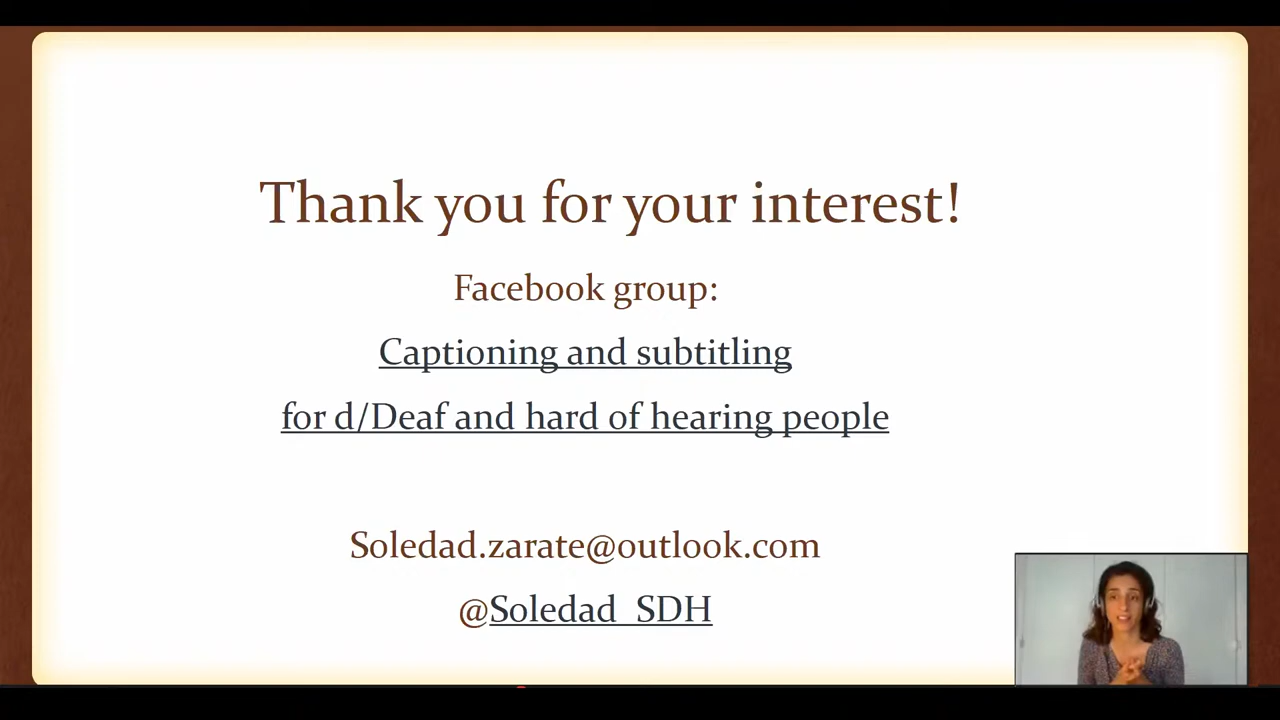 Thank you for your interest!
Facebook group:
Captioning and subtitling
for d/Deaf and hard of hearing people
Soledad.zarate@outlook.com
@Soledad_SDH